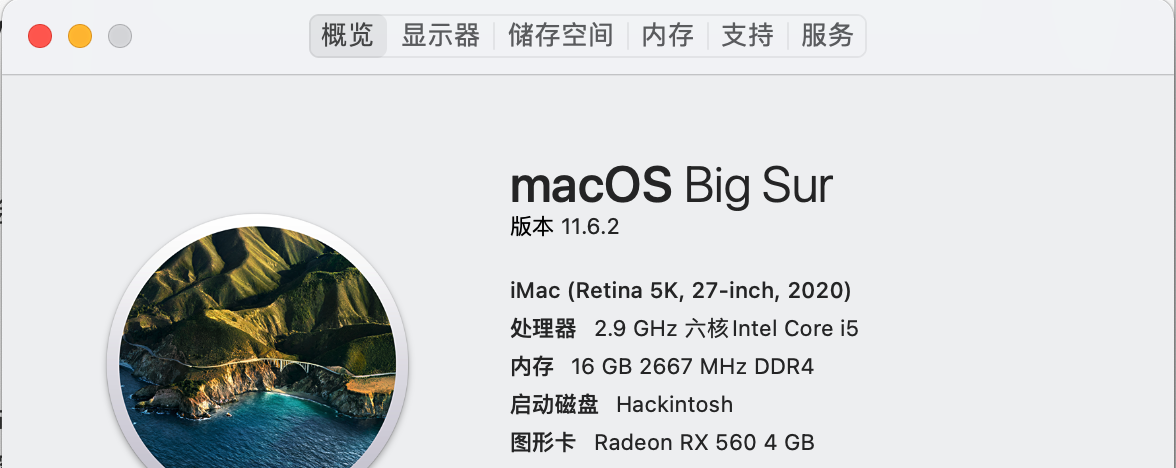 概览 显示器 储存空间 内存 支持 服务
macOS Big Sur
版本 11.6.2
iMac (Retina 5K, 27-inch, 2020)
处理器 2.9 GHz 六核Intel Core i5
内存 16 GB 2667 MHz DDR4
启动磁盘 Hackintosh
图形卡 Radeon RX 560 4 GB